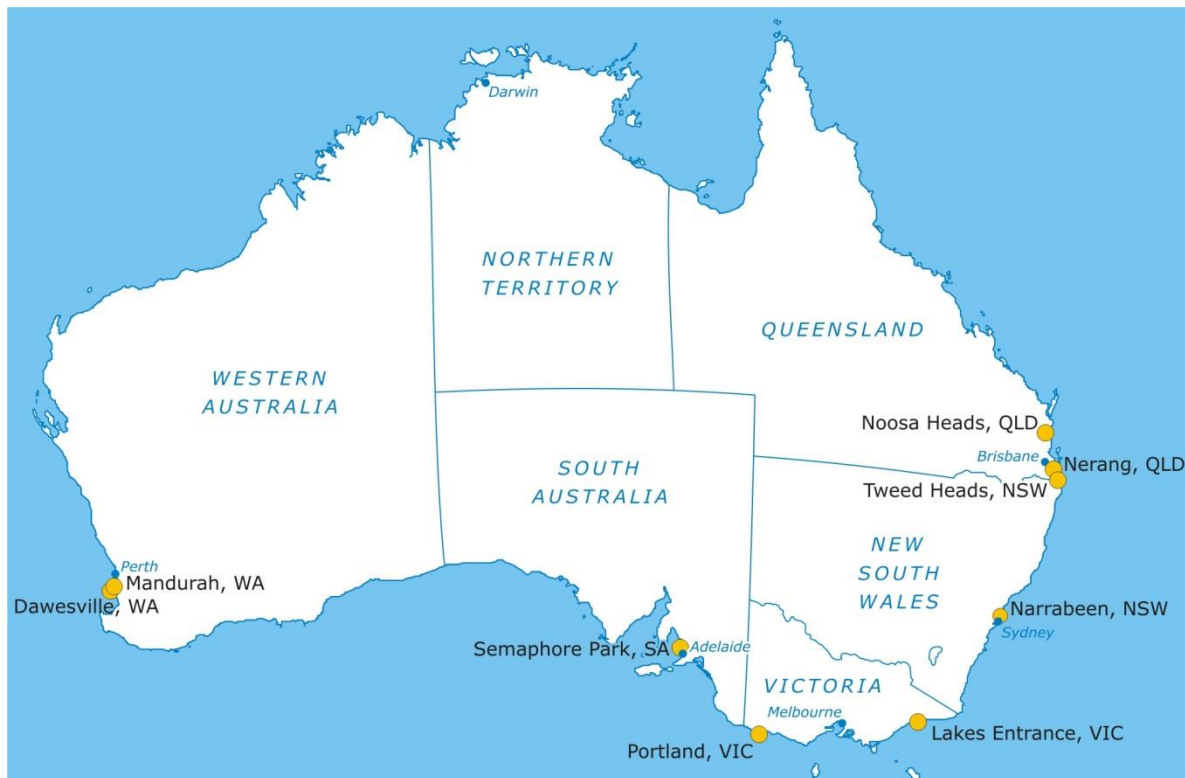 Darwin
NORTHERN
TERRITORY
QUEENSLAND
WESTERN
AUSTRALIA
Noosa Heads, QLD
Brisbane
Nerang, QLD
SOUTH
AUSTRALIA
Tweed Heads, NSW
NEW
SOUTH
WALES
Perth
Mandurah, WA
Dawesville, WA
Narrabeen, NSW
Sydney
Semaphore Park, SA
Adelaide
VICTORIA
Melbourne
Lakes Entrance, VIC
Portland, VIC